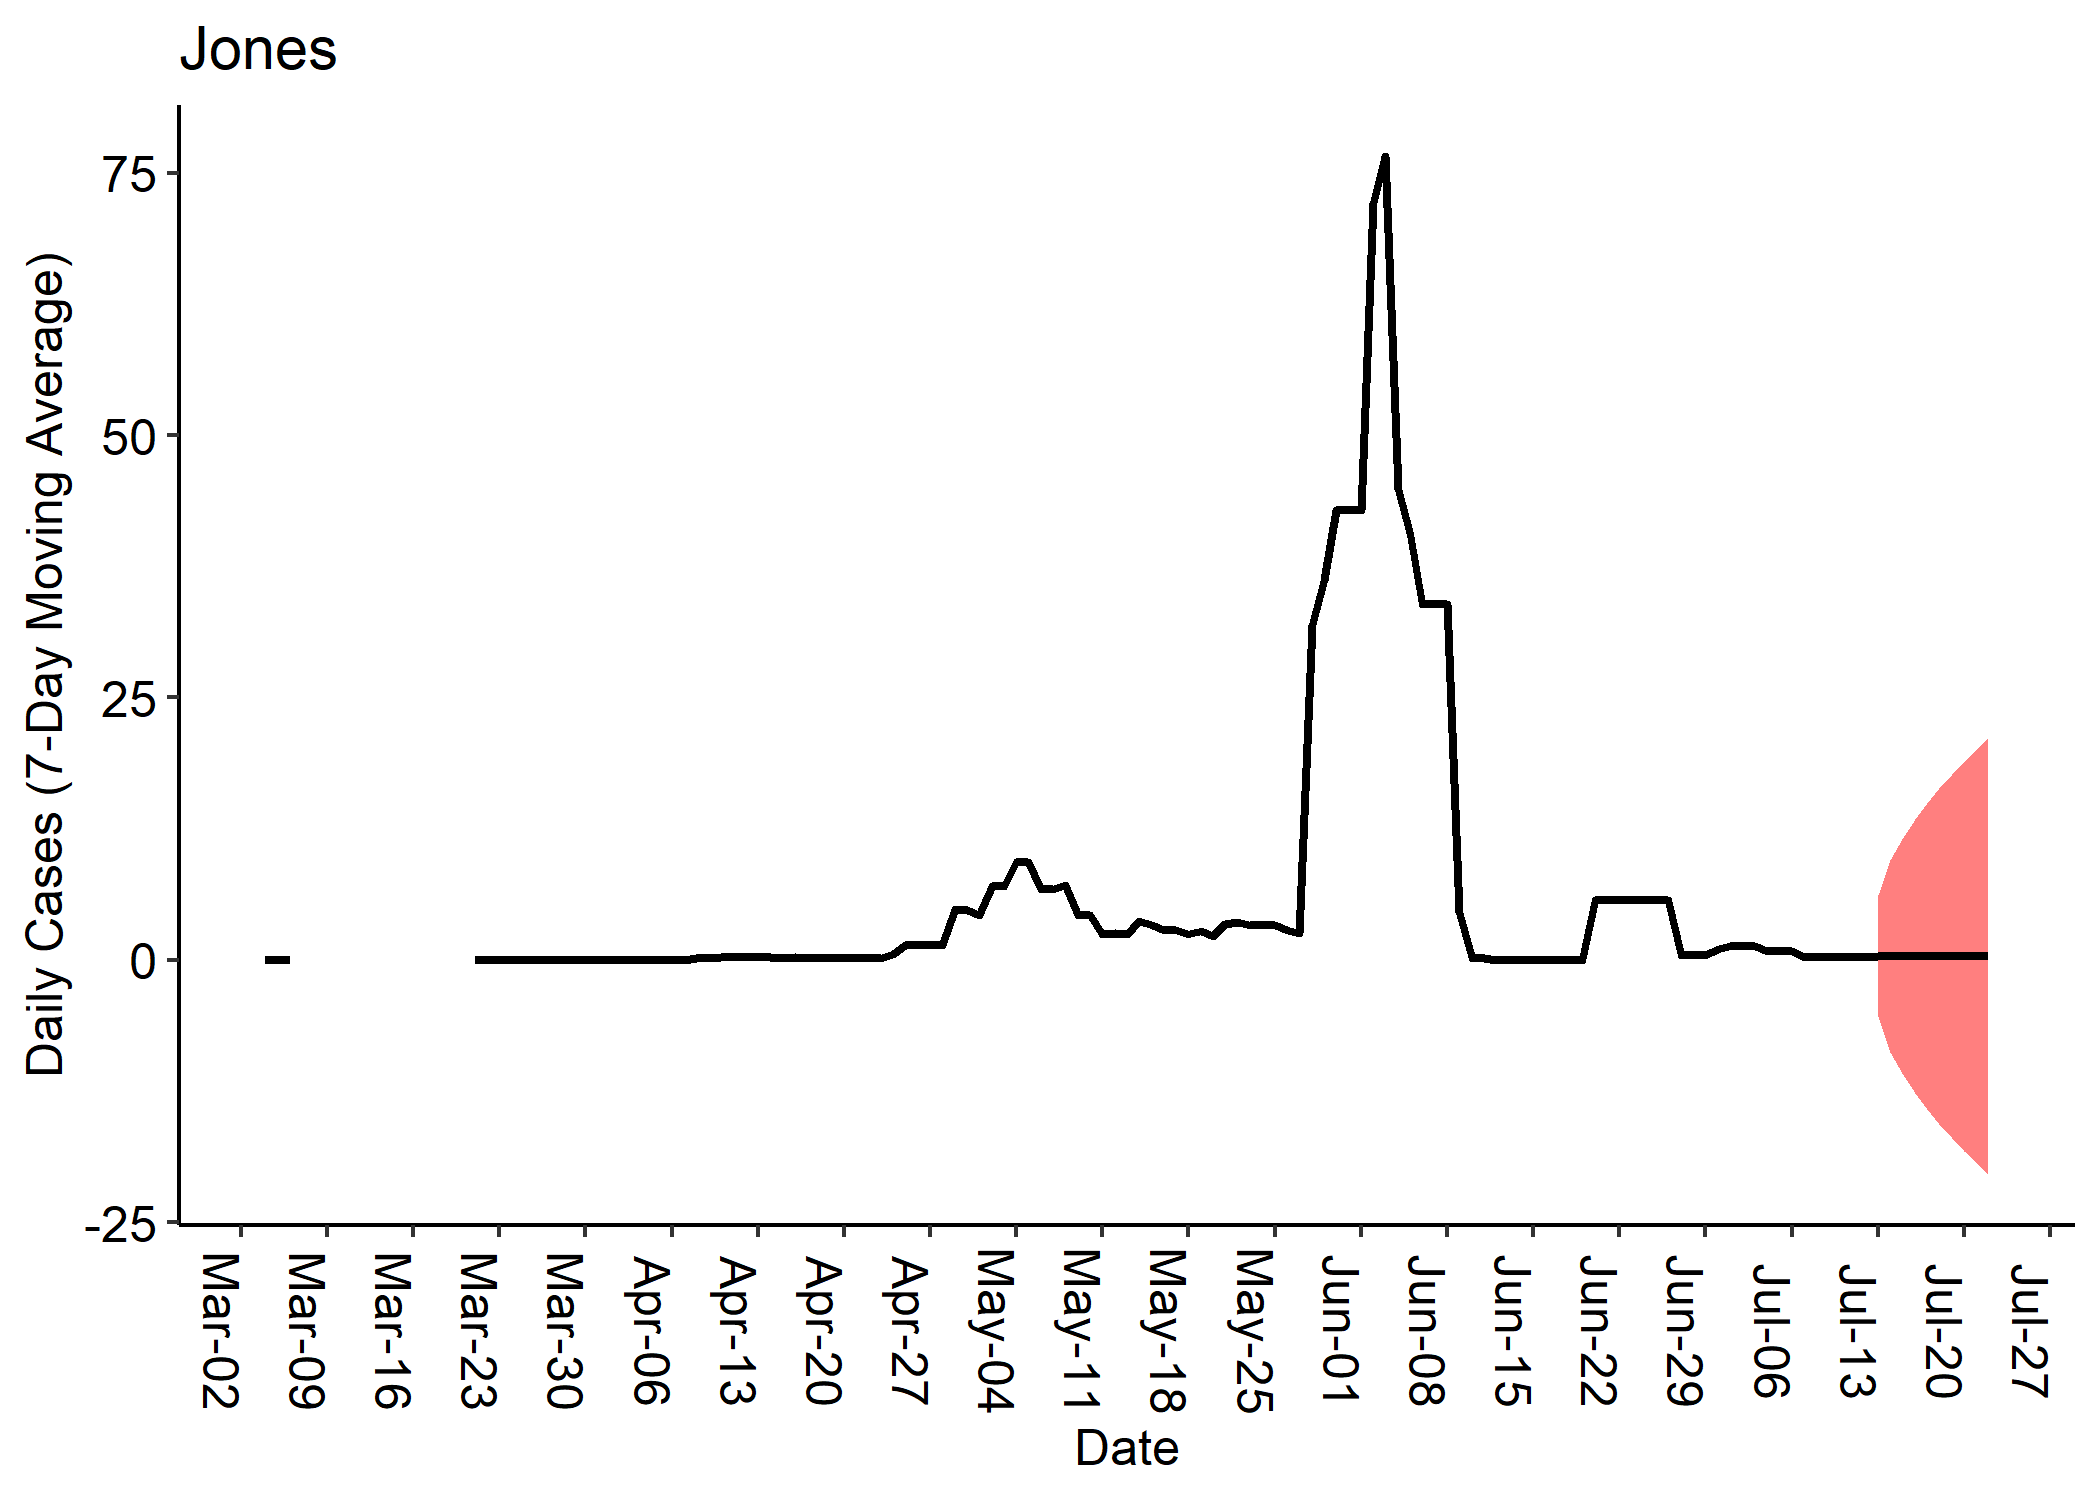 Jones
Daily Cases (7-Day Moving Average)
75
50
25
0
-25
Mar-02
Mar-09
Mar-16
Mar-23
Mar-30
Apr-06
Apr-13
Apr-20
Apr-27
May-04
May-11
May-18
May-25
Jun-01
Jun-08
Jun-15
Jun-22
Jun-29
Jul-06
Jul-13
Jul-20
Jul-27
Date